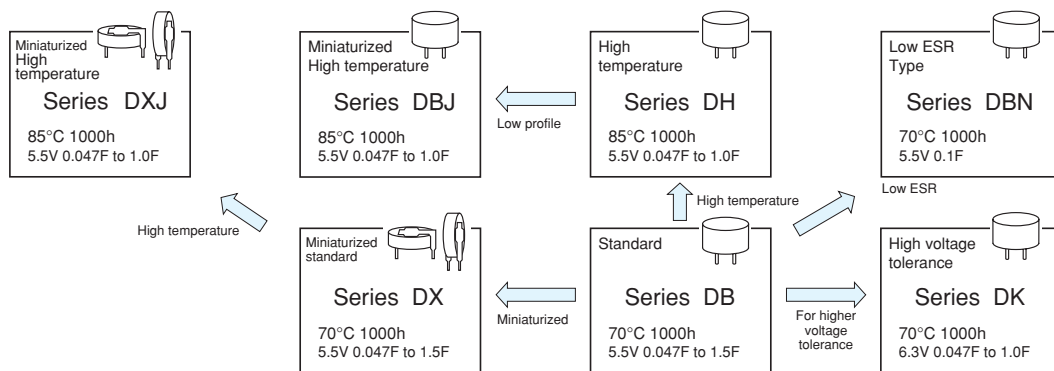 Miniaturized
High
temperature
Series DXJ
85°C 1000h
5.5V 0.047F to 1.0F
Miniaturized
High temperature
Series DBJ
85°C 1000h
5.5V 0.047F to 1.0F
Low profile
High
temperature
Series DH
85°C 1000h
5.5V 0.047F to 1.0F
Low ESR
Type
Series DBN
70°C 1000h
5.5V 0.1F
Low ESR
High temperature
High temperature
Miniaturized
standard
Series DX
70°C 1000h
5.5V 0.047F to 1.5F
Miniaturized
Standard
Series DB
70°C 1000h
5.5V 0.047F to 1.5F
For higher
voltage
tolerance
High voltage
tolerance
Series DK
70°C 1000h
6.3V 0.047F to 1.0F